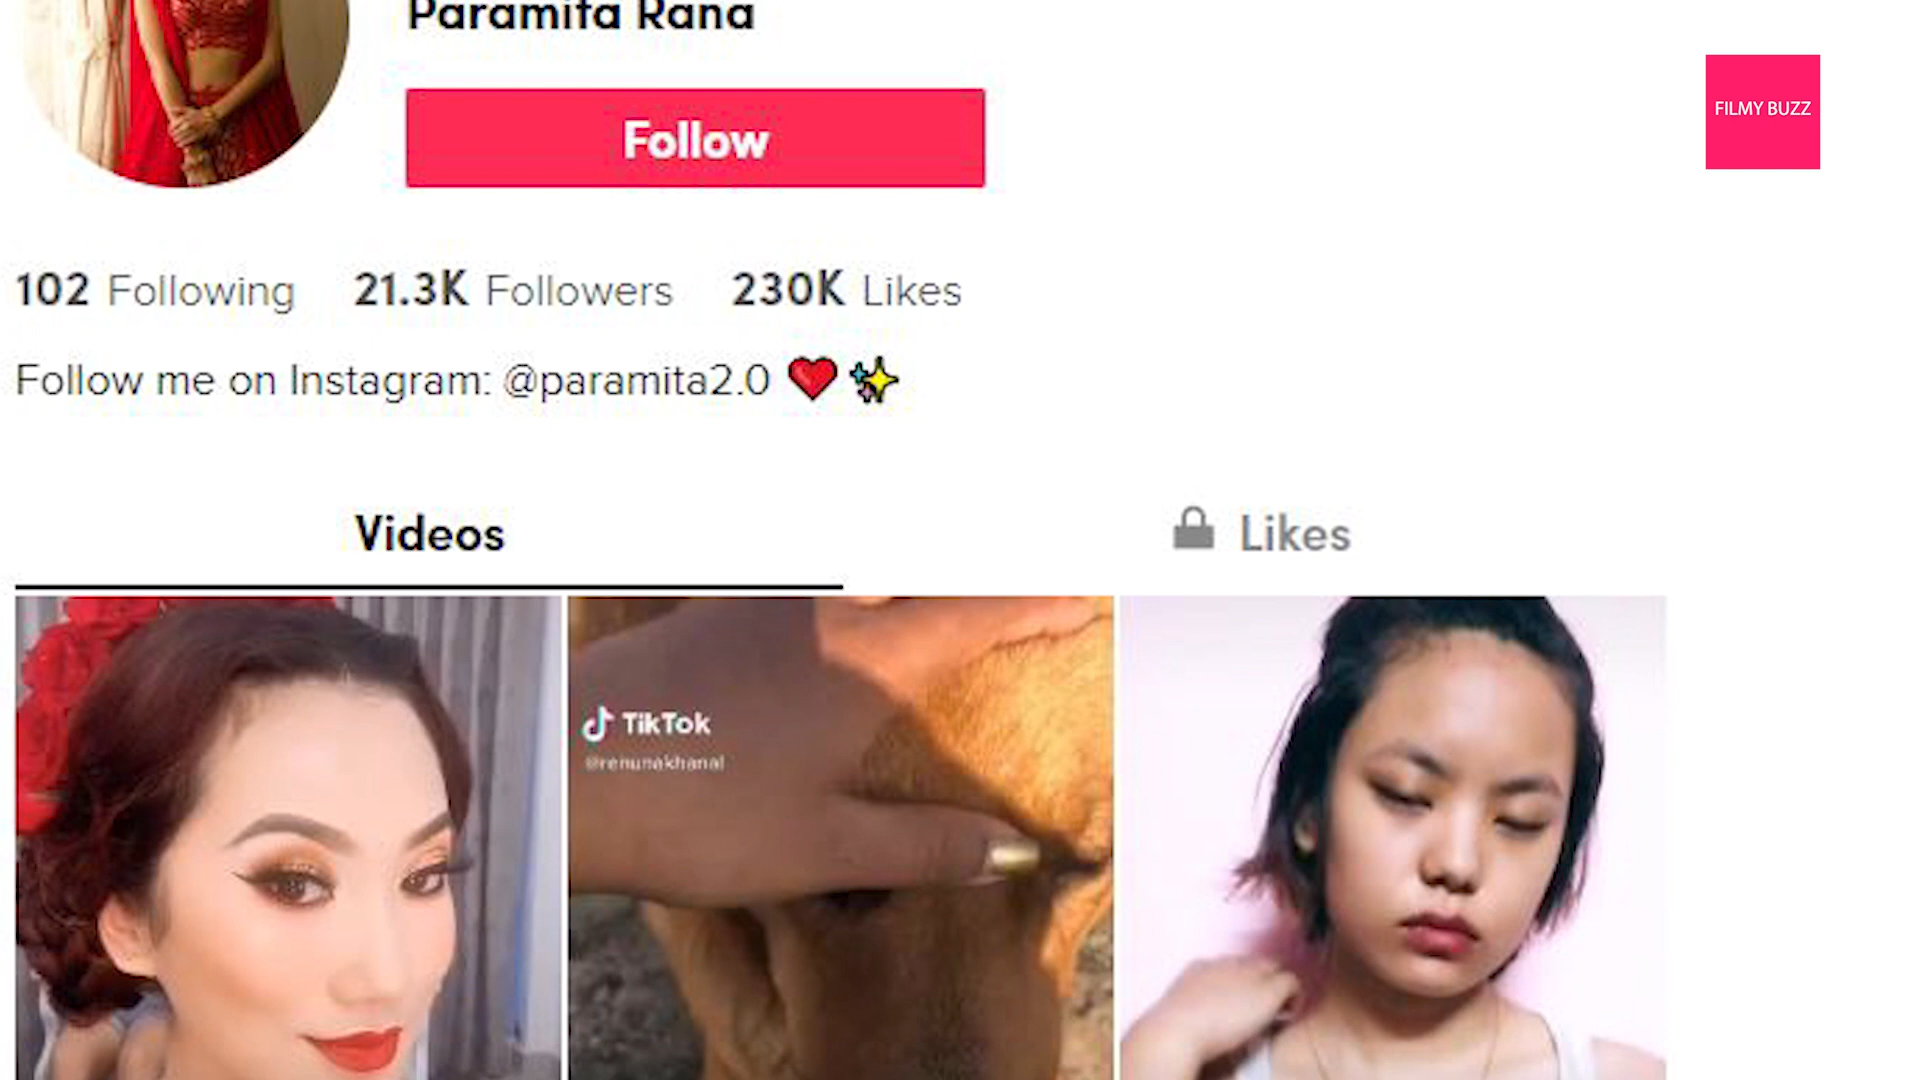 Paramita Rana
FILMY BUZZ
Follow
102 Following 21.3K Followers 230K Likes
Follow me on Instagram: @paramita2.0 ❤️✨
Videos
Likes
TikTok
@renunakhanal